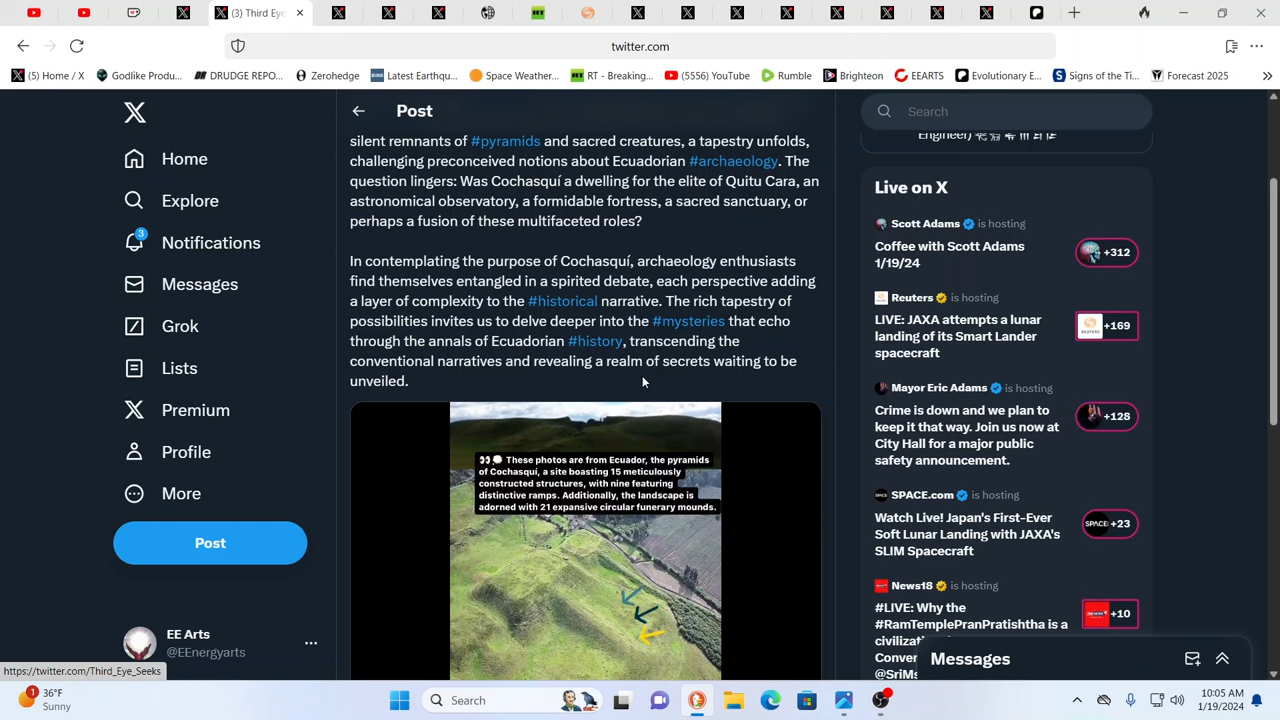 (3) Third Eye
twitter.com
(5) Home / X
Godlike Produ...
DRUDGE REPO...
Zerohedge
Latest Earthqu...
Space Weather...
RT - Breaking...
(5556) YouTube
Rumble
Brighteon
EEARTS
Evolutionary E...
Signs of the Ti...
Forecast 2025
Home
Explore
3
Notifications
Messages
Grok
Lists
Premium
Profile
More
Post
EE Arts
@EEnergyarts
https://twitter.com/Third_Eye_Seeks
Post
silent remnants of #pyramids and sacred creatures, a tapestry unfolds,
challenging preconceived notions about Ecuadorian #archaeology. The
question lingers: Was Cochasquí a dwelling for the elite of Quitu Cara, an
astronomical observatory, a formidable fortress, a sacred sanctuary, or
perhaps a fusion of these multifaceted roles?
In contemplating the purpose of Cochasquí, archaeology enthusiasts
find themselves entangled in a spirited debate, each perspective adding
a layer of complexity to the #historical narrative. The rich tapestry of
possibilities invites us to delve deeper into the #mysteries that echo
through the annals of Ecuadorian #history, transcending the
conventional narratives and revealing a realm of secrets waiting to be
unveiled.
👀💭 These photos are from Ecuador, the pyramids
of Cochasquí, a site boasting 15 meticulously
constructed structures, with nine featuring
distinctive ramps. Additionally, the landscape is
adorned with 21 expansive circular funerary mounds.
Search
Engineer)
Live on X
Scott Adams is hosting
Coffee with Scott Adams
1/19/24
+312
Reuters is hosting
LIVE: JAXA attempts a lunar
landing of its Smart Lander
spacecraft
+169
Mayor Eric Adams is hosting
Crime is down and we plan to
keep it that way. Join us now at
City Hall for a major public
safety announcement.
+128
SPACE.com is hosting
Watch Live! Japan's First-Ever
Soft Lunar Landing with JAXA's
SLIM Spacecraft
SPACE
+23
News18 is hosting
#LIVE: Why the
#RamTemplePranPratishtha is a
+10
Messages
1
36°F
Sunny
Search
10:05 AM
1/19/2024